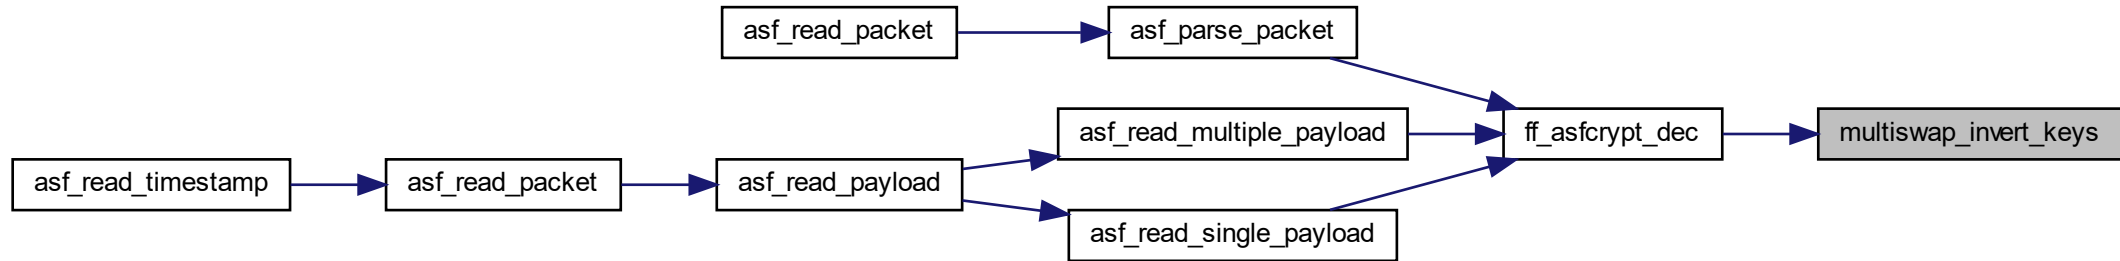 asf_read_packet
asf_parse_packet
asf_read_multiple_payload
ff_asfcrypt_dec
multiswap_invert_keys
asf_read_timestamp
asf_read_packet
asf_read_payload
asf_read_single_payload